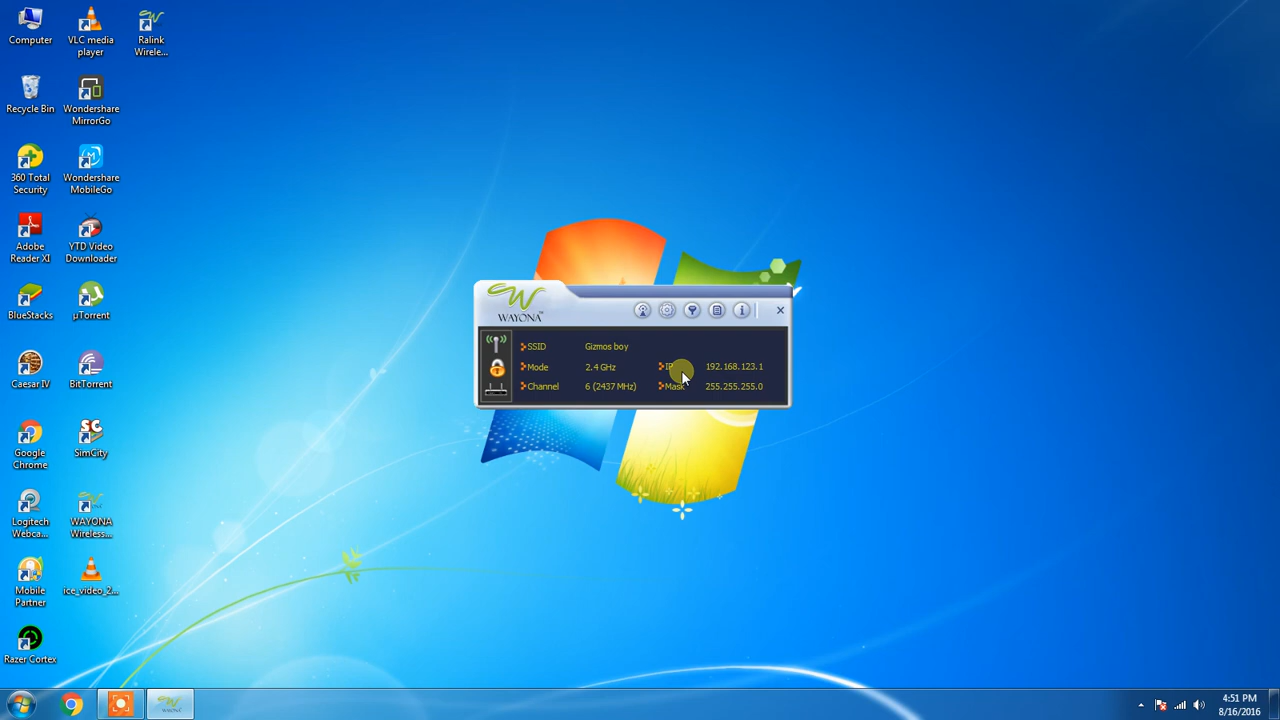 Computer
VLC media
player
Ralink
Wirele...
Recycle Bin
Wondershare
MirrorGo
360 Total
Security
Wondershare
MobileGo
Adobe
Reader XI
YTD Video
Downloader
BlueStacks
µTorrent
Caesar IV
BitTorrent
Google
Chrome
SC
SimCity
Logitech
Webca...
WAYONA
Wireless...
Mobile
Partner
ice_video_2...
Razer Cortex
WAYONA™
SSID Gizmos boy
Mode 2.4 GHz IP 192.168.123.1
Channel 6 (2437 MHz) Mask 255.255.255.0
4:51 PM
8/16/2016